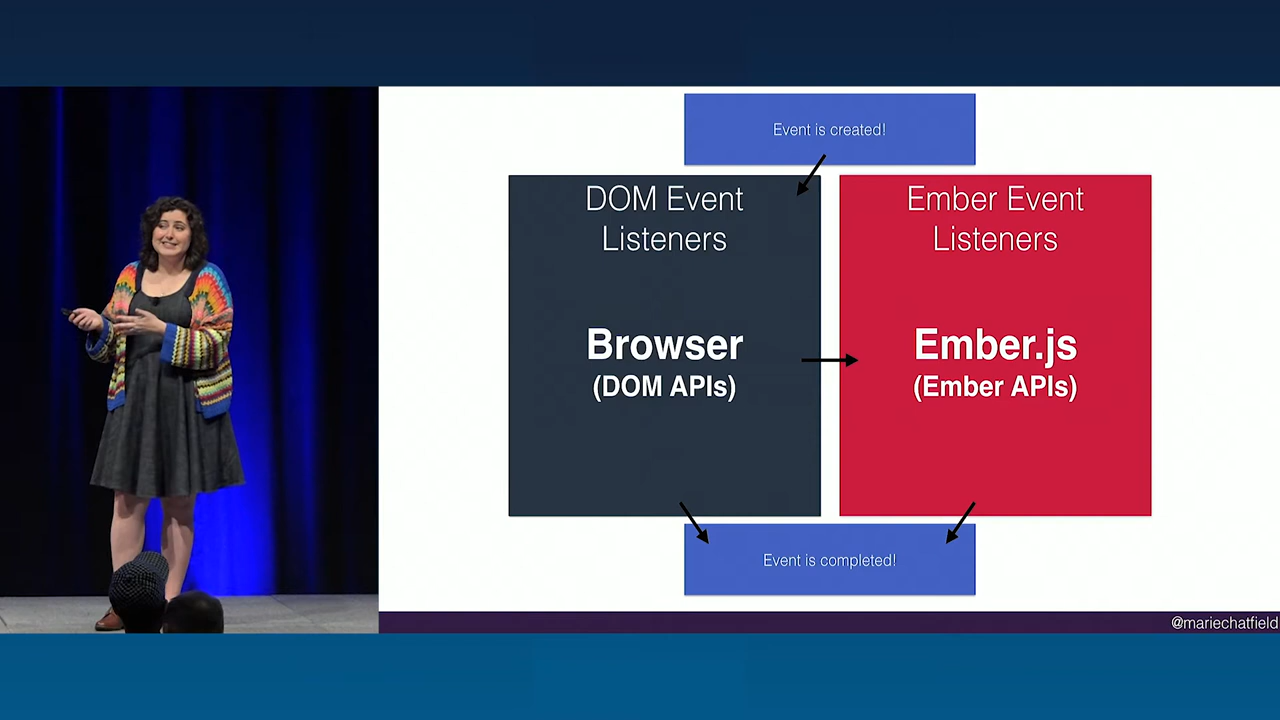 Event is created!
DOM Event
Listeners
Browser
(DOM APIs)
Ember Event
Listeners
Ember.js
(Ember APIs)
Event is completed!
@mariechatfield